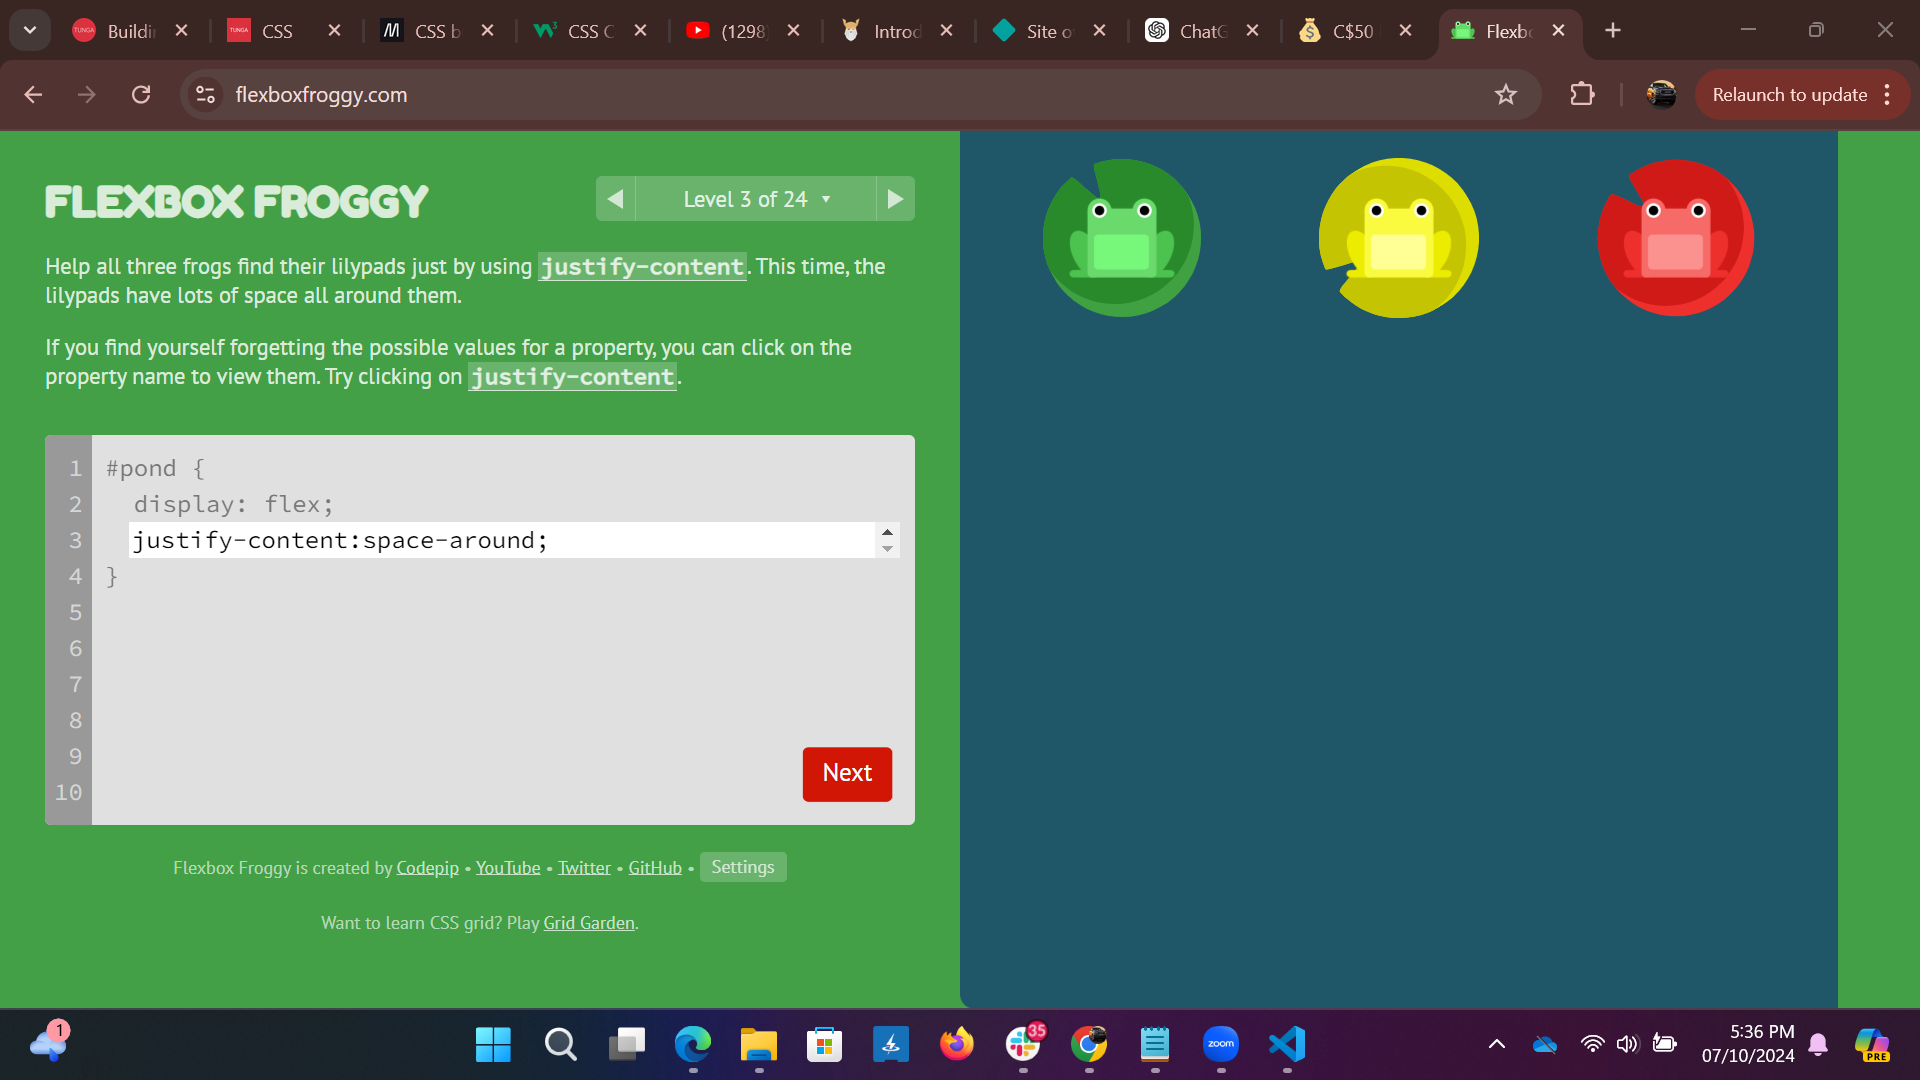 Buildin
CSS
CSS b
CSS C
(1298)
Introd
Site o
ChatG
C$50
Flexbo
flexboxfroggy.com
Relaunch to update
FLEXBOX FROGGY
Level 3 of 24
Help all three frogs find their lilypads just by using justify-content. This time, the
lilypads have lots of space all around them.
If you find yourself forgetting the possible values for a property, you can click on the
property name to view them. Try clicking on justify-content.
1 #pond {
2 display: flex;
3 justify-content:space-around;
4 }
5
6
7
8
9
10
Next
Flexbox Froggy is created by Codepip • YouTube • Twitter • GitHub • Settings
Want to learn CSS grid? Play Grid Garden.
1
35
zoom
5:36 PM
07/10/2024
PRE